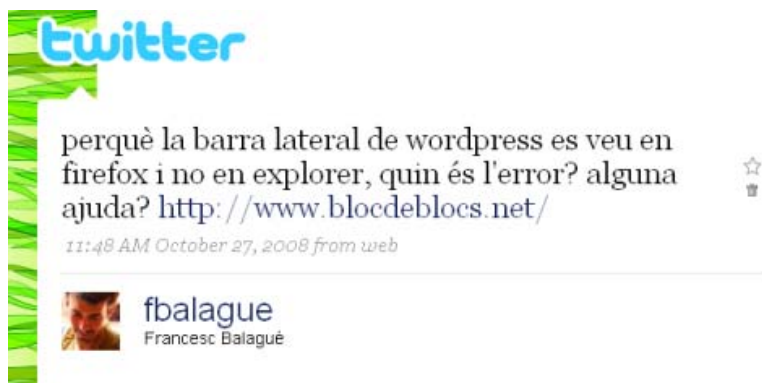 twitter
perquè la barra lateral de wordpress es veu en
firefox i no en explorer, quin és l'error? alguna
ajuda? http://www.blocdeblocs.net/
11:48 AM October 27, 2008 from web
fbalague
Francesc Balagué